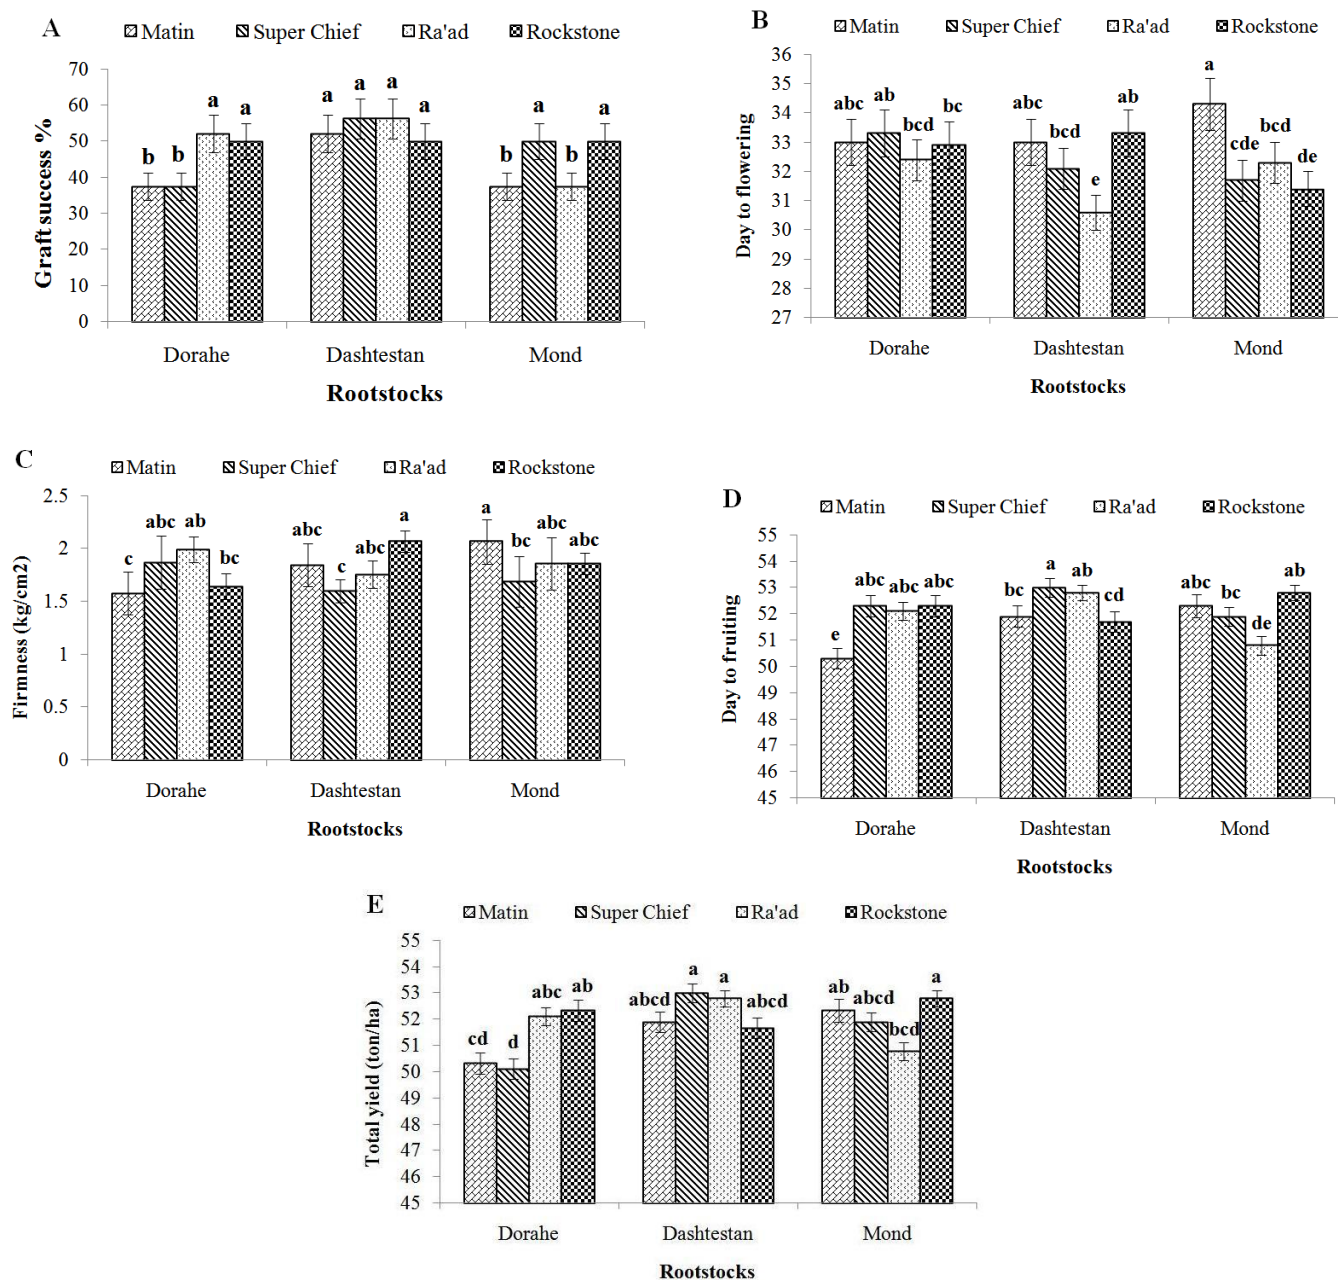 A
Matin Super Chief Ra'ad Rockstone
Graft success %
70
60
50
40
30
20
10
0
a a
b b
a a a a
b a b a
Dorahe Dashtestan Mond
Rootstocks
B
Matin Super Chief Ra'ad Rockstone
Day to flowering
36
35
34
33
32
31
30
29
28
27
abc ab bcd bc
abc bcd e ab
a cde bcd de
Dorahe Dashtestan Mond
Rootstocks
C
Matin Super Chief Ra'ad Rockstone
Firmness (kg/cm2)
2.5
2
1.5
1
0.5
0
c abc ab bc
abc c abc a
a bc abc abc
Dorahe Dashtestan Mond
Rootstocks
D
Matin Super Chief Ra'ad Rockstone
Day to fruiting
55
54
53
52
51
50
49
48
47
46
45
e abc abc abc
bc a ab cd
abc bc de ab
Dorahe Dashtestan Mond
Rootstocks
E
Matin Super Chief Ra'ad Rockstone
Total yield (ton/ha)
55
54
53
52
51
50
49
48
47
46
45
cd d abc ab
abcd a a abcd
ab abcd bcd a
Dorahe Dashtestan Mond
Rootstocks